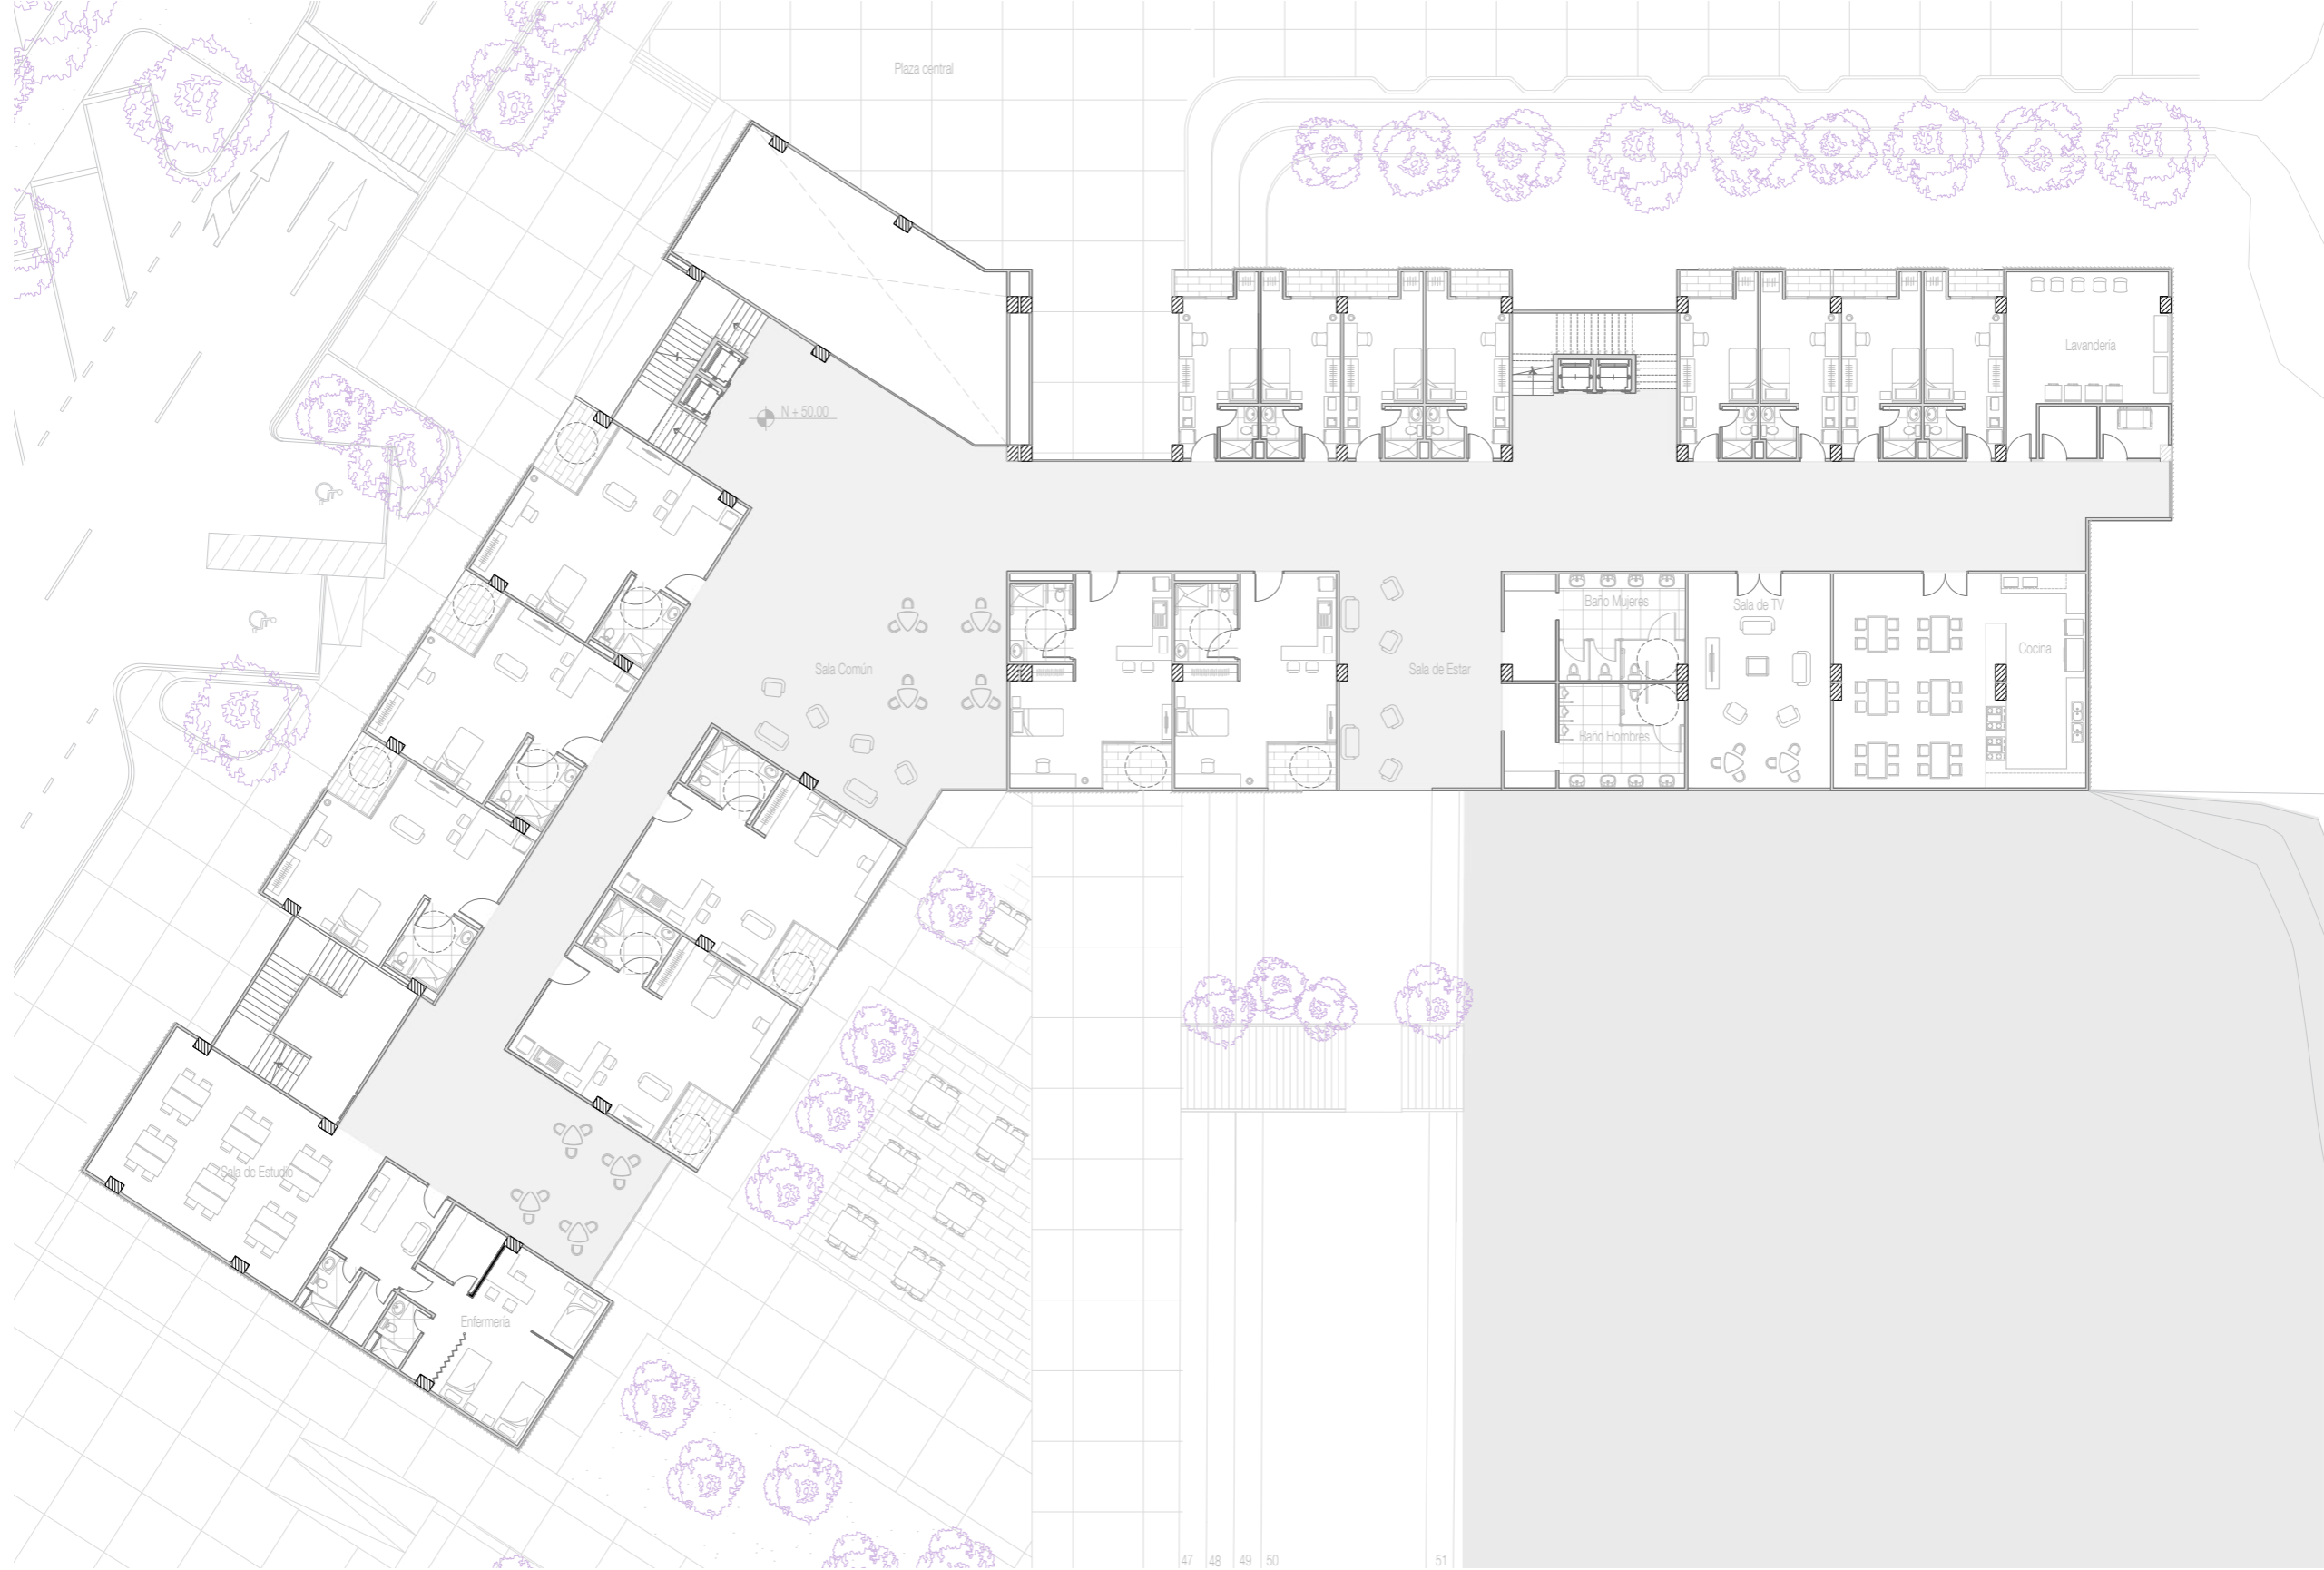 Plaza central
Lavandería
N + 50.00
Baño Mujeres
Sala de TV
Sala Común
Sala de Estar
Cocina
Baño Hombres
Sala de Estudio
Enfermería
47
48
49
50
51